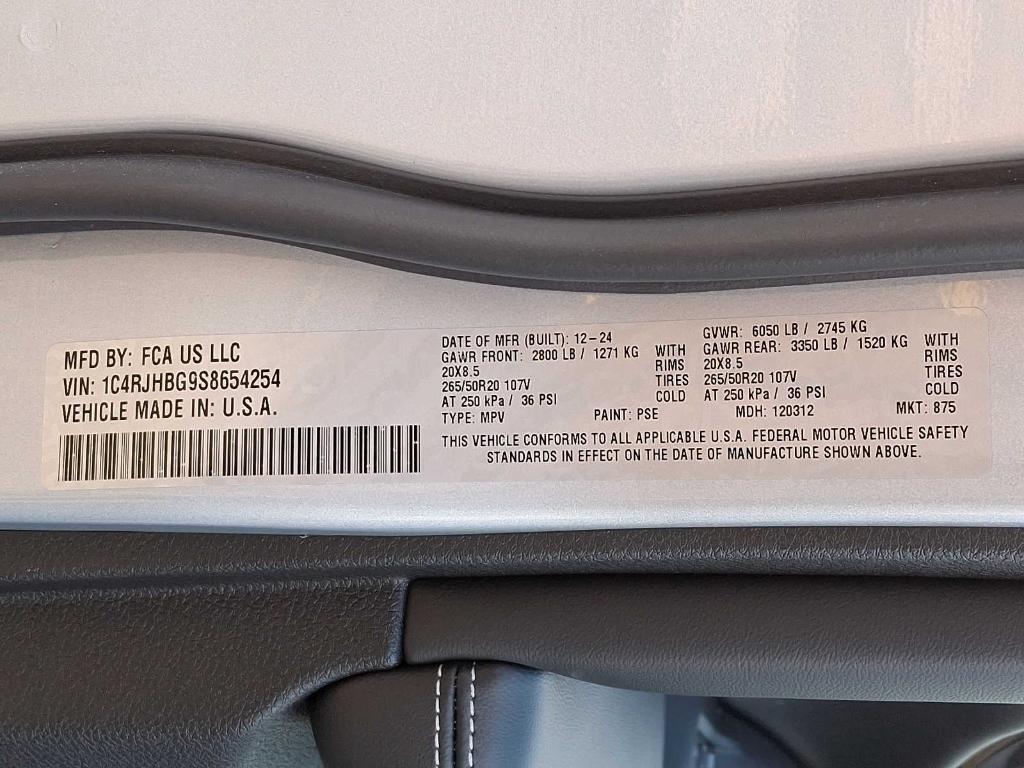 MFD BY: FCA US LLC
VIN: 1C4RJHBG9S8654254
VEHICLE MADE IN: U.S.A.
DATE OF MFR (BUILT): 12-24
GAWR FRONT: 2800 LB / 1271 KG WITH
20X8.5 RIMS
265/50R20 107V TIRES
AT 250 kPa / 36 PSI COLD
TYPE: MPV PAINT: PSE
GVWR: 6050 LB / 2745 KG
GAWR REAR: 3350 LB / 1520 KG WITH
20X8.5 RIMS
265/50R20 107V TIRES
AT 250 kPa / 36 PSI COLD
MDH: 120312 MKT: 875
THIS VEHICLE CONFORMS TO ALL APPLICABLE U.S.A. FEDERAL MOTOR VEHICLE SAFETY
STANDARDS IN EFFECT ON THE DATE OF MANUFACTURE SHOWN ABOVE.